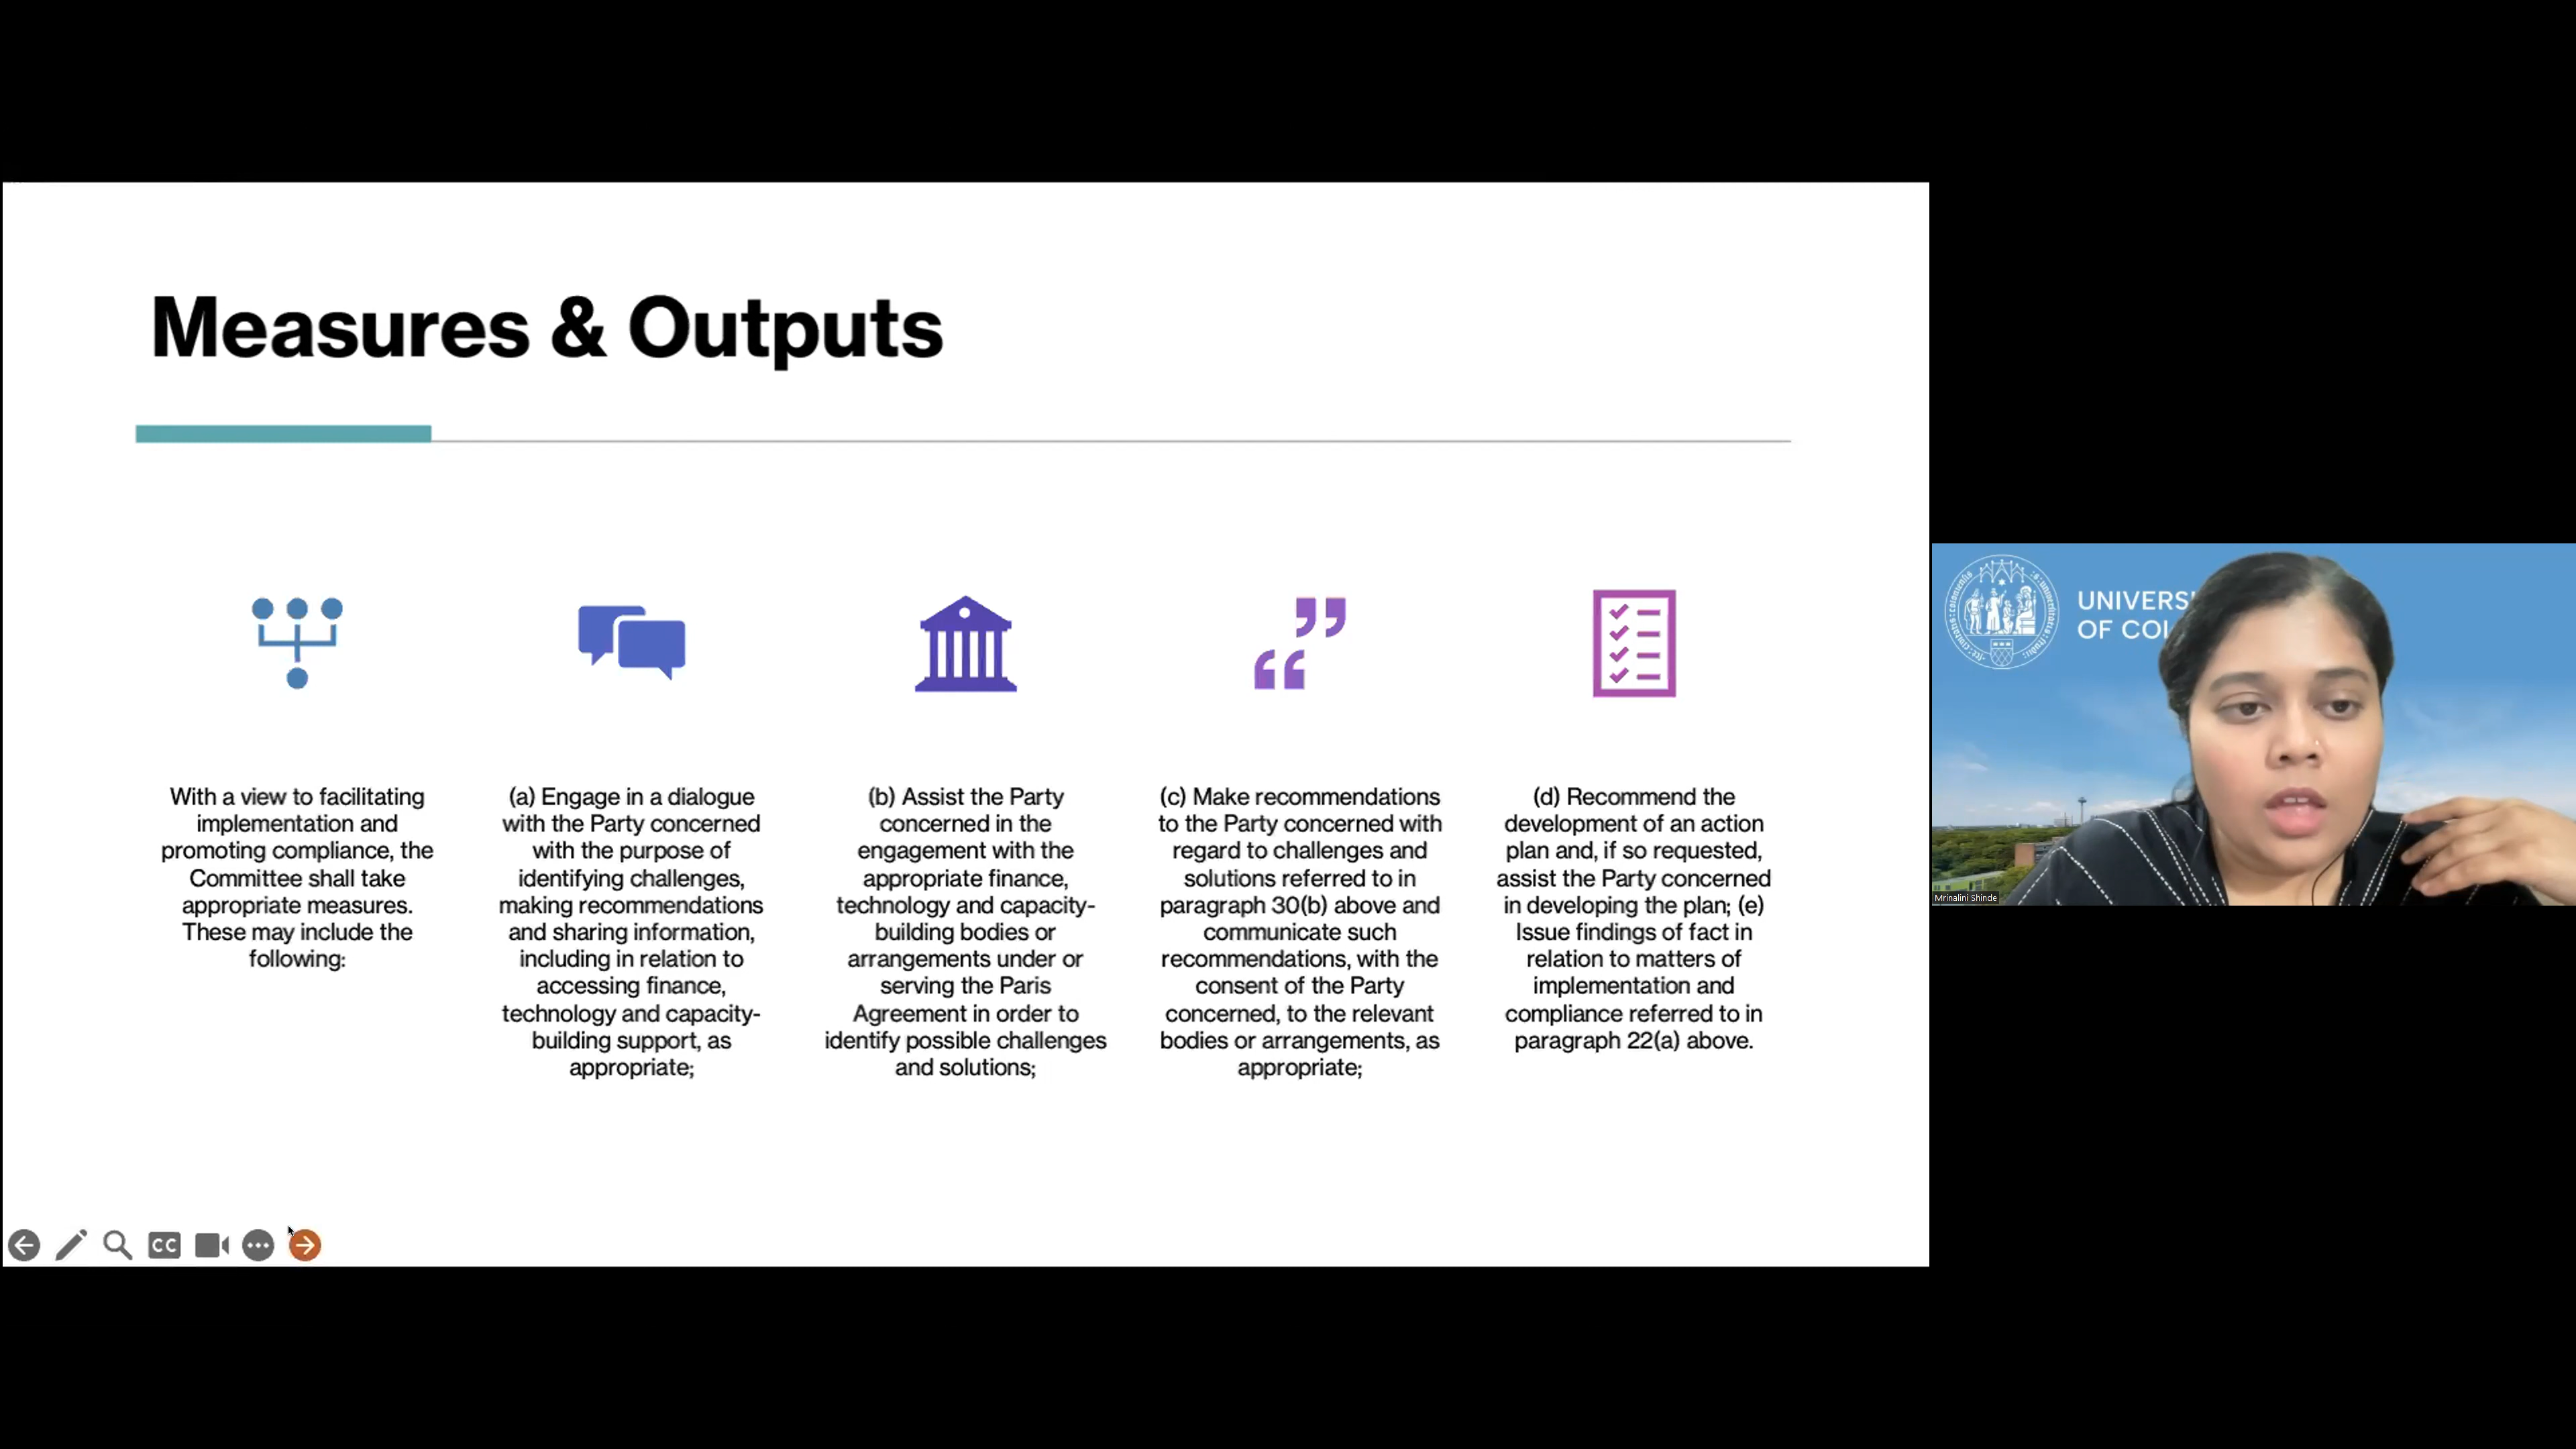 Measures & Outputs
With a view to facilitating
implementation and
promoting compliance, the
Committee shall take
appropriate measures.
These may include the
following:
(a) Engage in a dialogue
with the Party concerned
with the purpose of
identifying challenges,
making recommendations
and sharing information,
including in relation to
accessing finance,
technology and capacity-
building support, as
appropriate;
(b) Assist the Party
concerned in the
engagement with the
appropriate finance,
technology and capacity-
building bodies or
arrangements under or
serving the Paris
Agreement in order to
identify possible challenges
and solutions;
(c) Make recommendations
to the Party concerned with
regard to challenges and
solutions referred to in
paragraph 30(b) above and
communicate such
recommendations, with the
consent of the Party
concerned, to the relevant
bodies or arrangements, as
appropriate;
(d) Recommend the
development of an action
plan and, if so requested,
assist the Party concerned
in developing the plan; (e)
Issue findings of fact in
relation to matters of
implementation and
compliance referred to in
paragraph 22(a) above.
CC
UNIVERSI
OF COL
Mrinalini Shinde